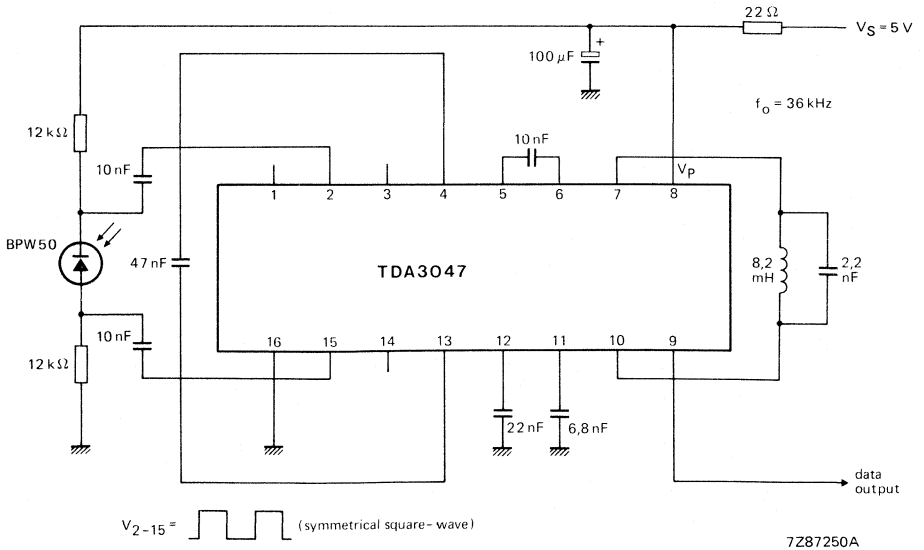 22 Ω
V_S = 5 V
+
100 μF
f_o = 36 kHz
12 kΩ
10 nF
10 nF
1 2 3 4 5 6 7 8
V_P
BPW50
47 nF
TDA3047
8,2
mH
2,2
nF
10 nF
16 15 14 13 12 11 10 9
12 kΩ
22 nF
6,8 nF
data
output
V_2-15 = (symmetrical square-wave)
7Z87250A